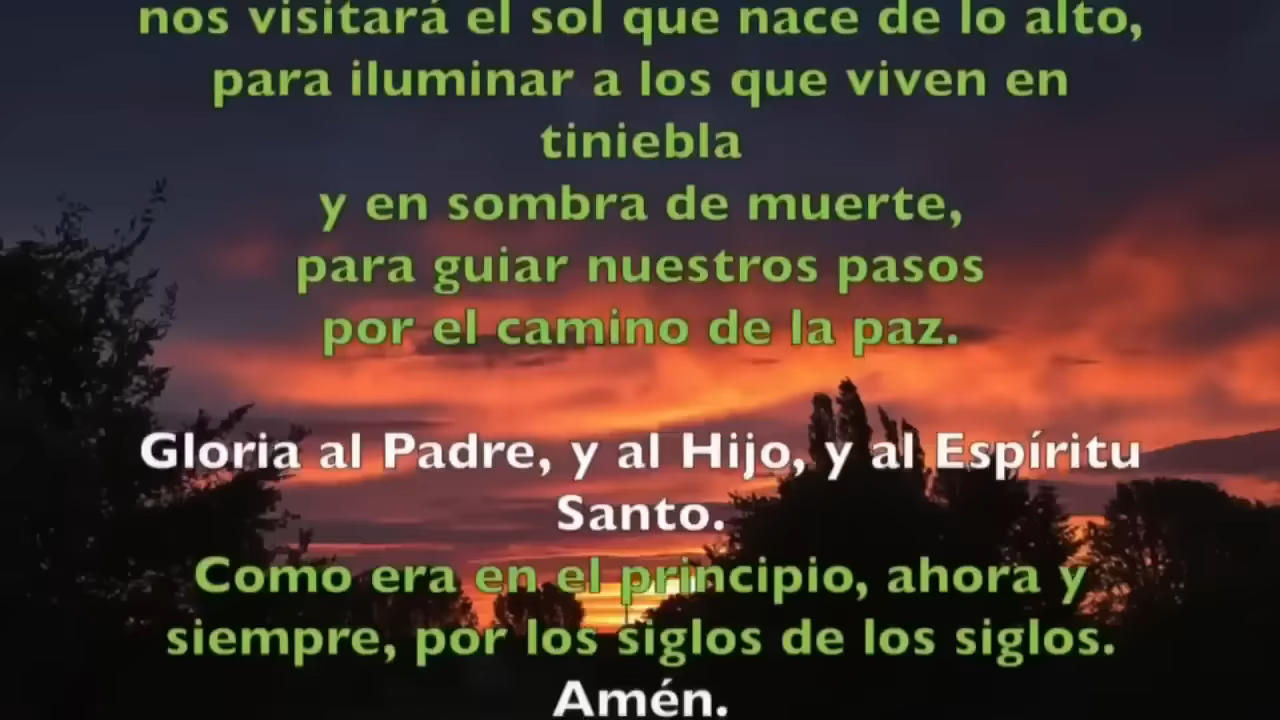 nos visitará el sol que nace de lo alto,
para iluminar a los que viven en
tiniebla
y en sombra de muerte,
para guiar nuestros pasos
por el camino de la paz.
Gloria al Padre, y al Hijo, y al Espíritu
Santo.
Como era en el principio, ahora y
siempre, por los siglos de los siglos.
Amén.